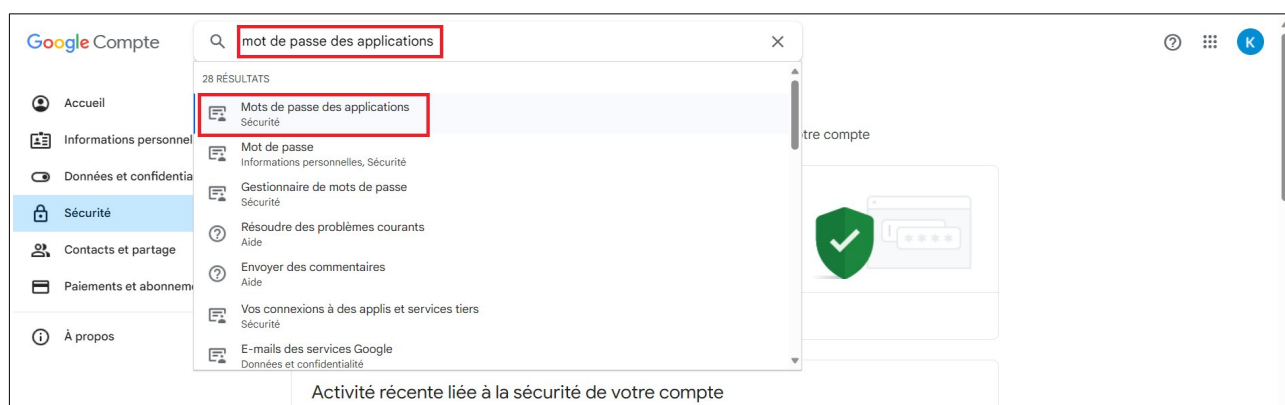 Google Compte
mot de passe des applications
K
28 RÉSULTATS
Mots de passe des applications
Sécurité
Mot de passe
Informations personnelles, Sécurité
Gestionnaire de mots de passe
Sécurité
Résoudre des problèmes courants
Aide
Envoyer des commentaires
Aide
Vos connexions à des applis et services tiers
Sécurité
E-mails des services Google
Données et confidentialité
Accueil
Informations personnel
Données et confidentia
Sécurité
Contacts et partage
Paiements et abonnem
À propos
tre compte
****
Activité récente liée à la sécurité de votre compte